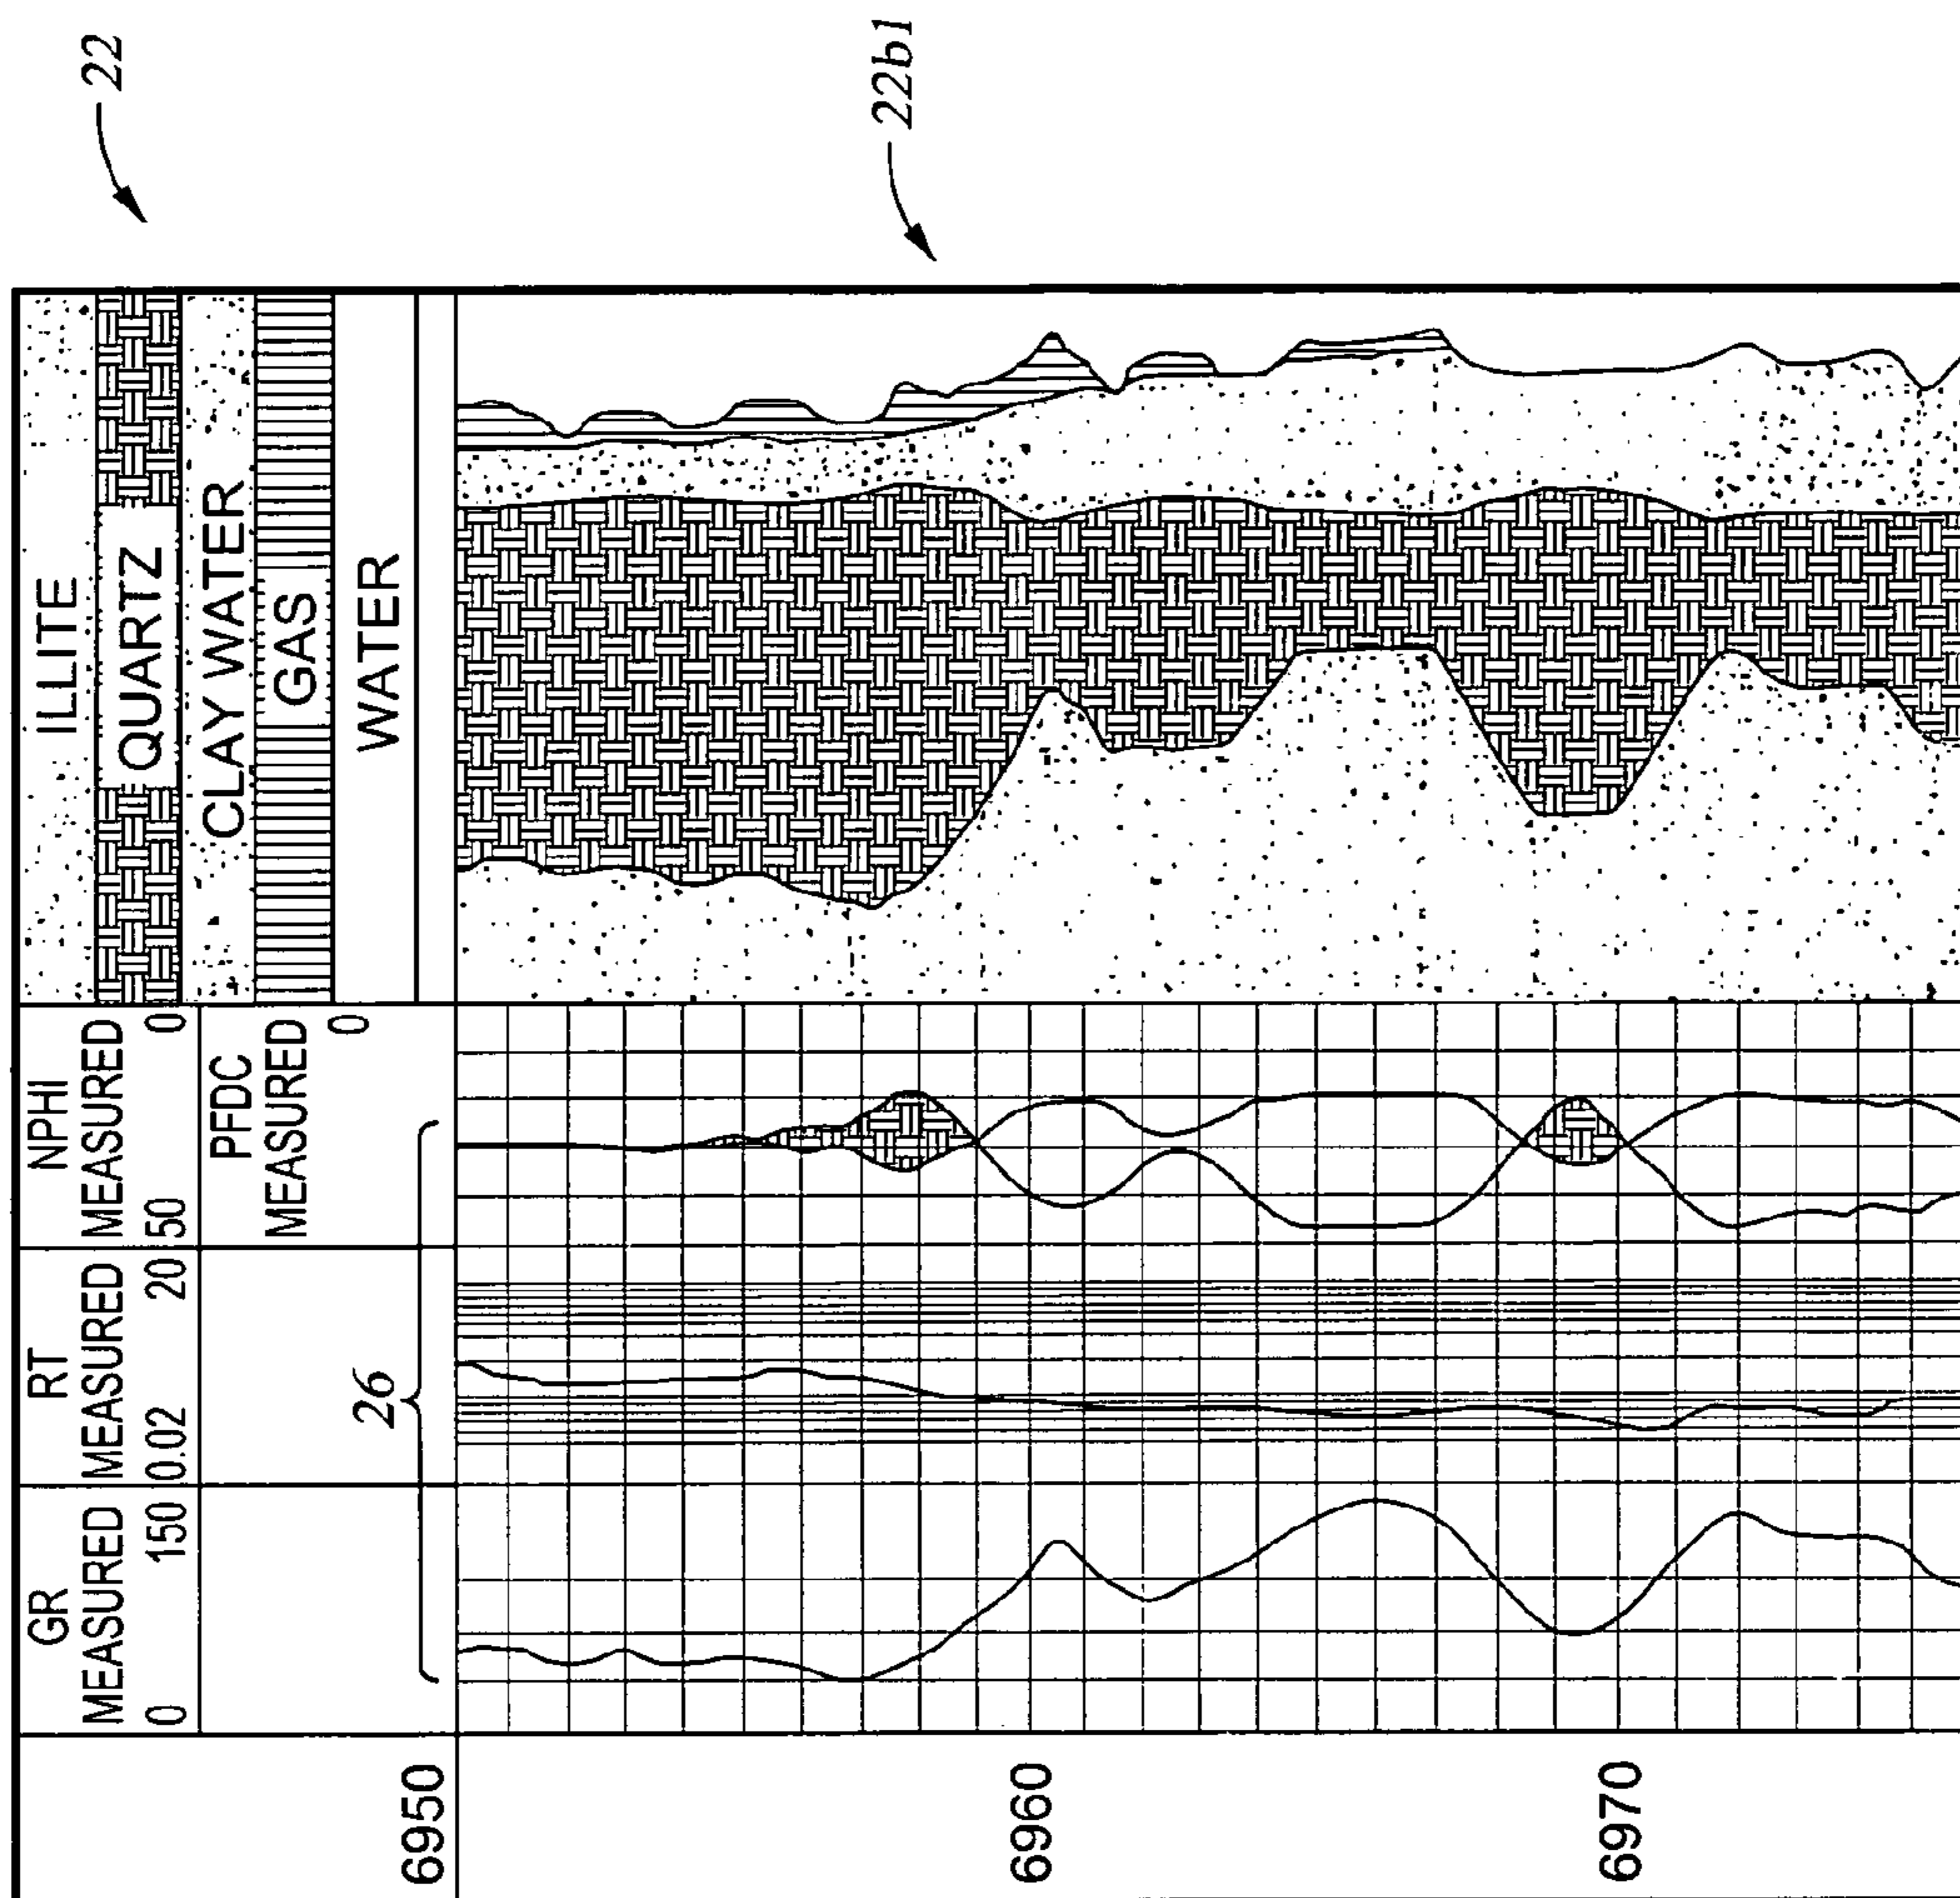 22
22b1
GR
MEASURED
0 150
RT
MEASURED
0.02 20
NPHI
MEASURED
50 0
PFDC
MEASURED
0
ILLITE
QUARTZ
CLAY WATER
GAS
WATER
26
6950
6960
6970